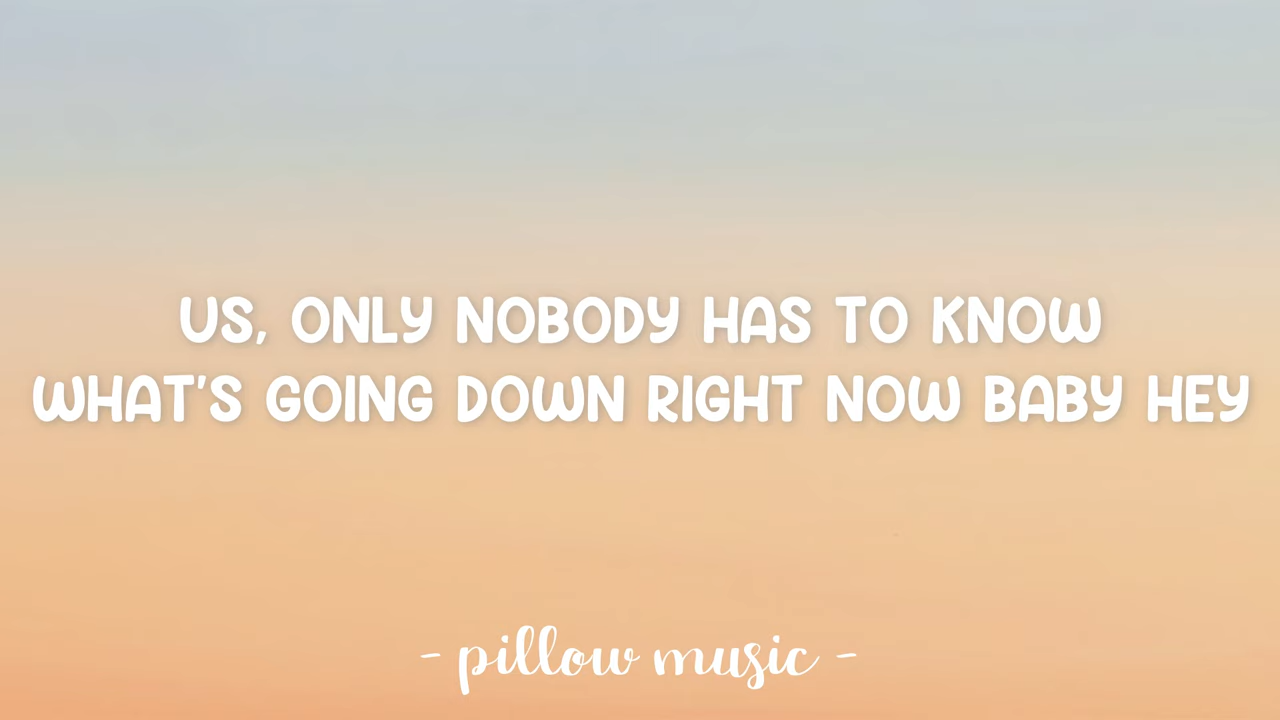 US, ONLY NOBODY HAS TO KNOW
WHAT'S GOING DOWN RIGHT NOW BABY HEY
- pillow music -